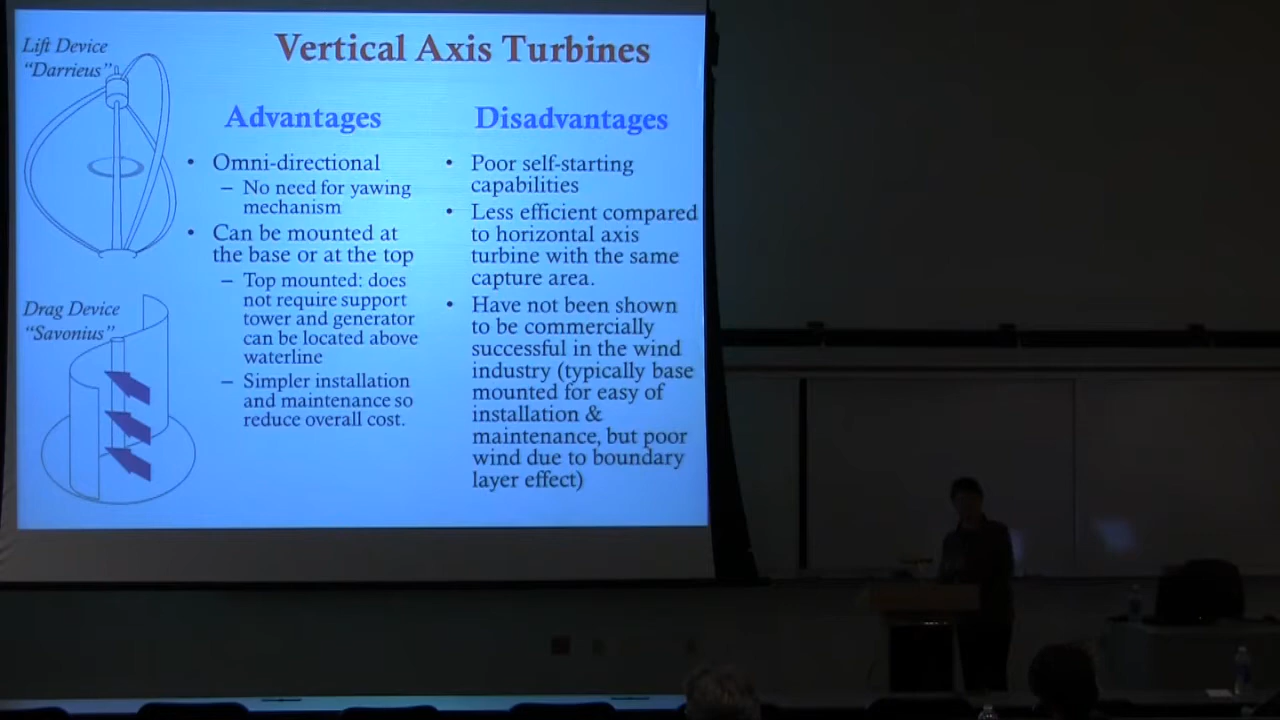 Vertical Axis Turbines
Lift Device
“Darrieus”
Drag Device
“Savonius”
Advantages
• Omni-directional
– No need for yawing
mechanism
• Can be mounted at
the base or at the top
– Top mounted: does
not require support
tower and generator
can be located above
waterline
– Simpler installation
and maintenance so
reduce overall cost.
Disadvantages
• Poor self-starting
capabilities
• Less efficient compared
to horizontal axis
turbine with the same
capture area.
• Have not been shown
to be commercially
successful in the wind
industry (typically base
mounted for easy of
installation &
maintenance, but poor
wind due to boundary
layer effect)